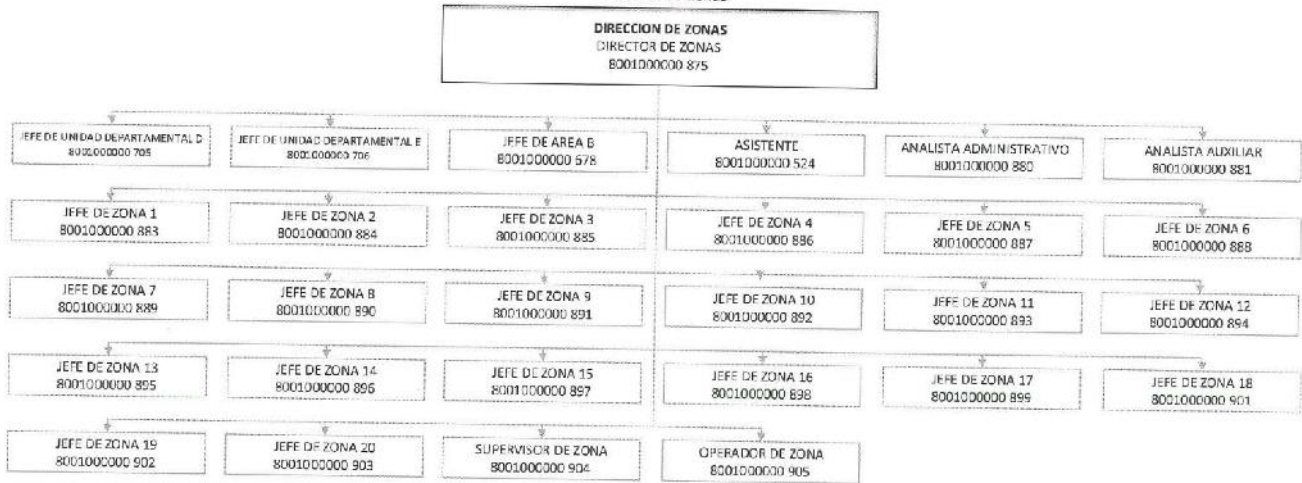 DIRECCION DE ZONAS
DIRECTOR DE ZONAS
8001000000 875
JEFE DE UNIDAD DEPARTAMENTAL D
8001000000 705
JEFE DE UNIDAD DEPARTAMENTAL E
8001000000 706
JEFE DE AREA B
8001000000 678
ASISTENTE
8001000000 524
ANALISTA ADMINISTRATIVO
8001000000 880
ANALISTA AUXILIAR
8001000000 881
JEFE DE ZONA 1
8001000000 883
JEFE DE ZONA 2
8001000000 884
JEFE DE ZONA 3
8001000000 885
JEFE DE ZONA 4
8001000000 886
JEFE DE ZONA 5
8001000000 887
JEFE DE ZONA 6
8001000000 888
JEFE DE ZONA 7
8001000000 889
JEFE DE ZONA 8
8001000000 890
JEFE DE ZONA 9
8001000000 891
JEFE DE ZONA 10
8001000000 892
JEFE DE ZONA 11
8001000000 893
JEFE DE ZONA 12
8001000000 894
JEFE DE ZONA 13
8001000000 895
JEFE DE ZONA 14
8001000000 896
JEFE DE ZONA 15
8001000000 897
JEFE DE ZONA 16
8001000000 898
JEFE DE ZONA 17
8001000000 899
JEFE DE ZONA 18
8001000000 901
JEFE DE ZONA 19
8001000000 902
JEFE DE ZONA 20
8001000000 903
SUPERVISOR DE ZONA
8001000000 904
OPERADOR DE ZONA
8001000000 905